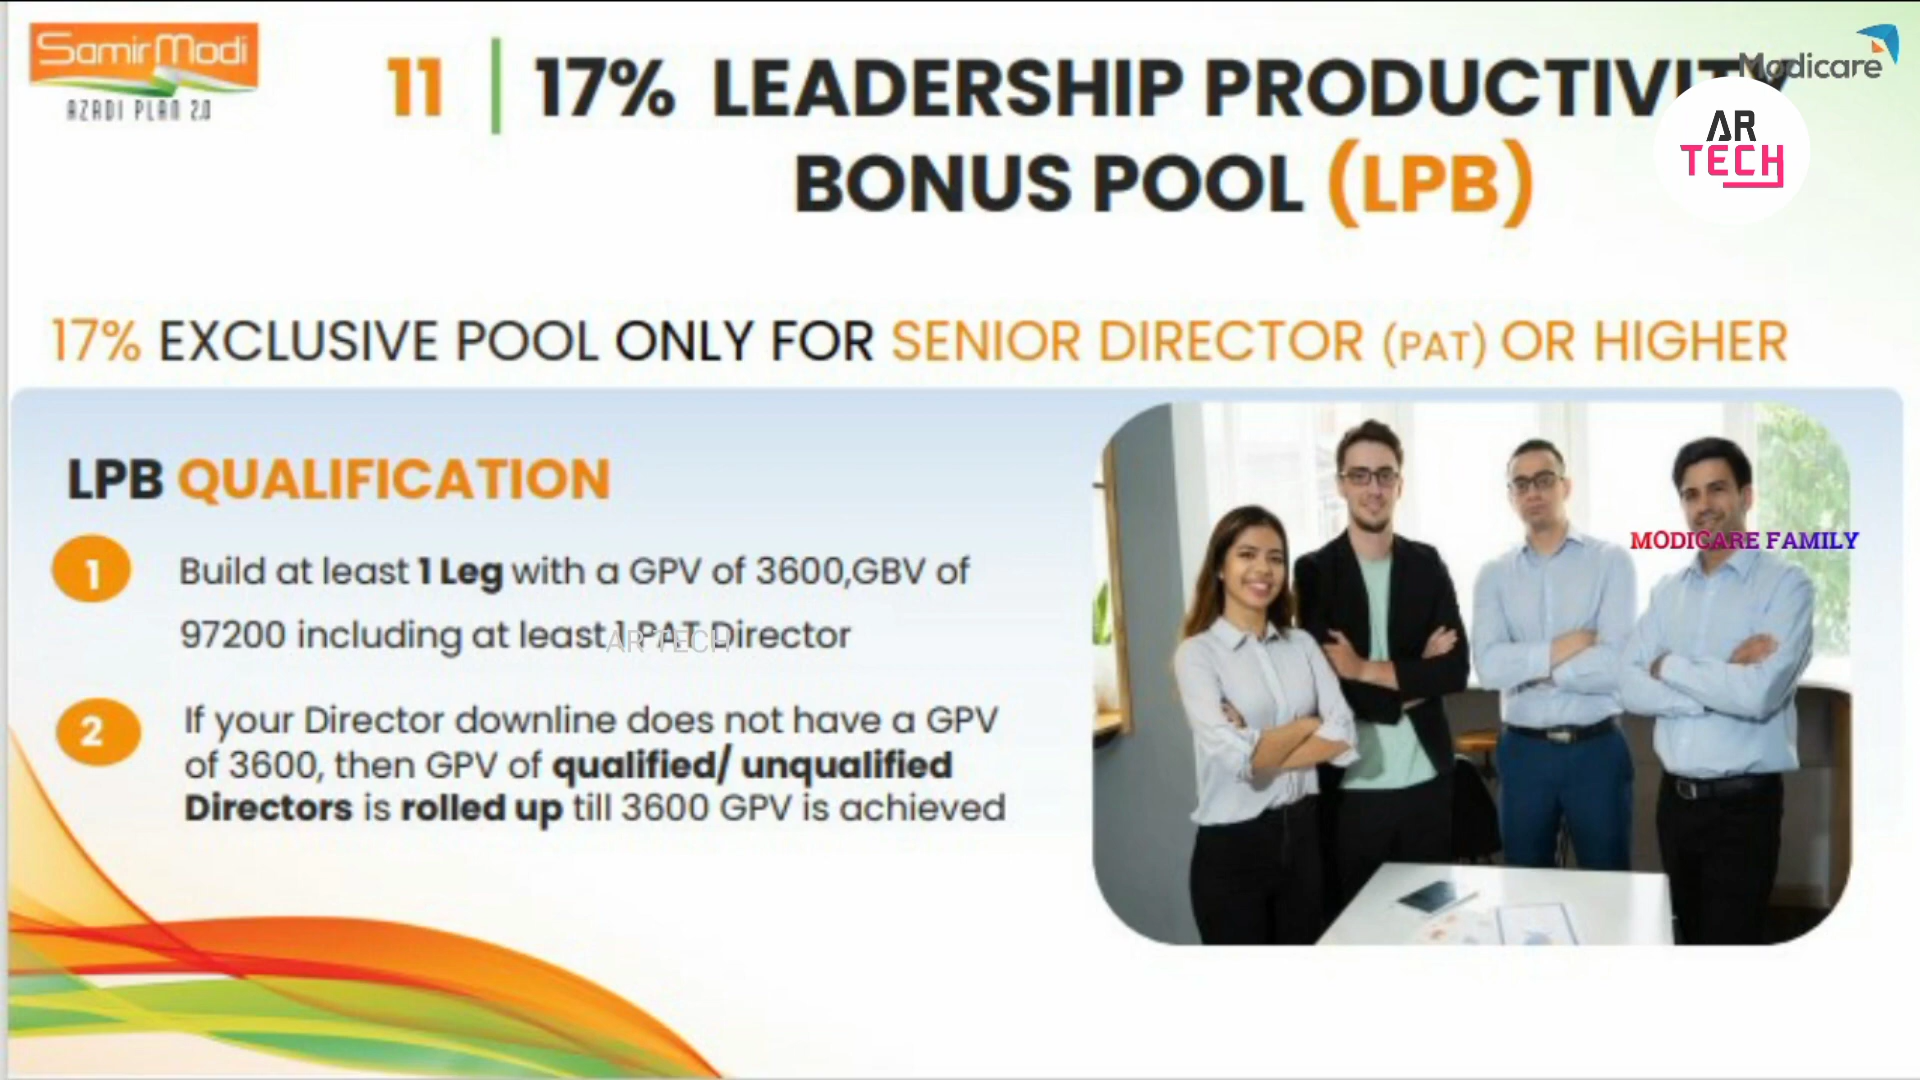 Samir Modi
AZADI PLAN 2.0
11
17% LEADERSHIP PRODUCTIVITY
BONUS POOL (LPB)
Modicare
AR
TECH
17% EXCLUSIVE POOL ONLY FOR SENIOR DIRECTOR (PAT) OR HIGHER
LPB QUALIFICATION
1
Build at least 1 Leg with a GPV of 3600,GBV of
97200 including at least 1 PAT Director
AR TECH
2
If your Director downline does not have a GPV
of 3600, then GPV of qualified/ unqualified
Directors is rolled up till 3600 GPV is achieved
MODICARE FAMILY